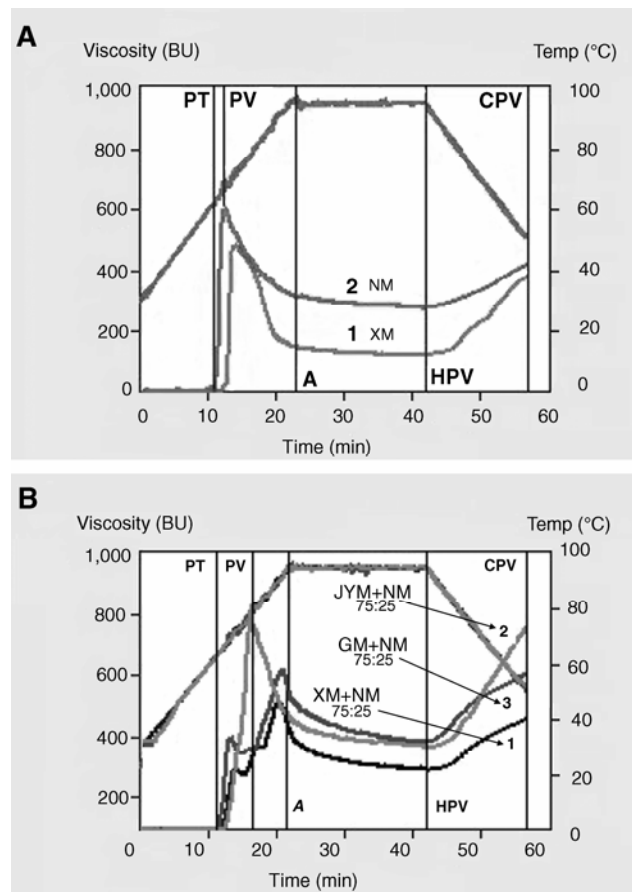 A
Viscosity (BU)
Temp (°C)
1,000
PT
PV
CPV
100
800
80
600
60
400
2 NM
40
200
1 XM
20
A
HPV
0
0
0
10
20
30
40
50
60
Time (min)
B
Viscosity (BU)
Temp (°C)
1,000
PT
PV
CPV
100
JYM+NM
75:25
2
800
80
GM+NM
75:25
3
600
60
XM+NM
75:25
1
400
40
200
20
A
HPV
0
0
10
20
30
40
50
60
Time (min)